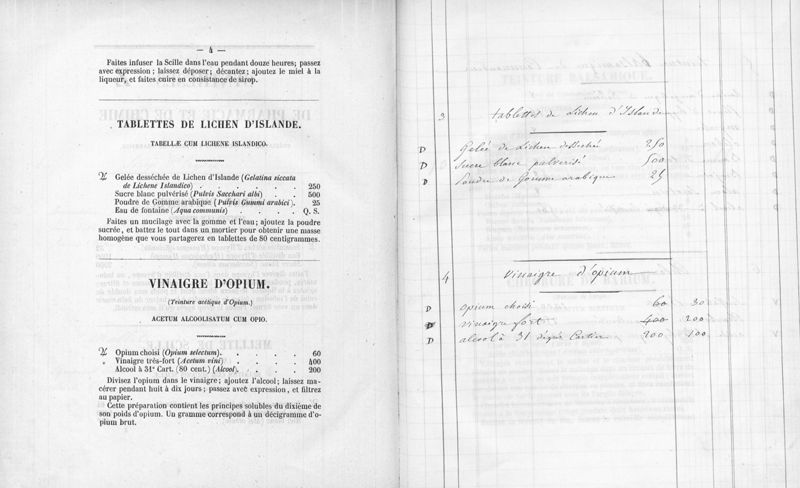 — 4 —
Faites infuser la Scille dans l'eau pendant douze heures; passez
avec expression; laissez déposer; décantez; ajoutez le miel à la
liqueur, et faites cuire en consistance de sirop.
TABLETTES DE LICHEN D'ISLANDE.
TABELLÆ CUM LICHENE ISLANDICO.
Gelée desséchée de Lichen d'Islande (Gelatina siccata
de Lichene Islandico) . . . . . . 250
Sucre blanc pulvérisé (Pulvis Sacchari albi) . . 500
Poudre de Gomme arabique (Pulvis Gummi arabici) . 25
Eau de fontaine (Aqua communis) . . . . Q. S.
Faites un mucilage avec la gomme et l'eau; ajoutez la poudre
sucrée, et battez le tout dans un mortier pour obtenir une masse
homogène que vous partagerez en tablettes de 80 centigrammes.
VINAIGRE D'OPIUM.
(Teinture acétique d'Opium.)
ACETUM ALCOOLISATUM CUM OPIO.
Opium choisi (Opium selectum). . . . . 60
Vinaigre très-fort (Acetum vini) . . . . 400
Alcool à 31° Cart. (80 cent.) (Alcool). . . . 200
Divisez l'opium dans le vinaigre; ajoutez l'alcool; laissez ma-
cérer pendant huit à dix jours; passez avec expression, et filtrez
au papier.
Cette préparation contient les principes solubles du dixième de
son poids d'opium. Un gramme correspond à un décigramme d'o-
pium brut.
3 tablettes de Lichen d'Islande
D Gelée de Lichen desséchée 250
D Sucre blanc pulverisé 500
D Poudre de Gomme arabique 25
4 Vinaigre d'opium
D opium choisi 60 30
D vinaigre fort 400 200
D alcool à 31 degrés Cartier 200 100